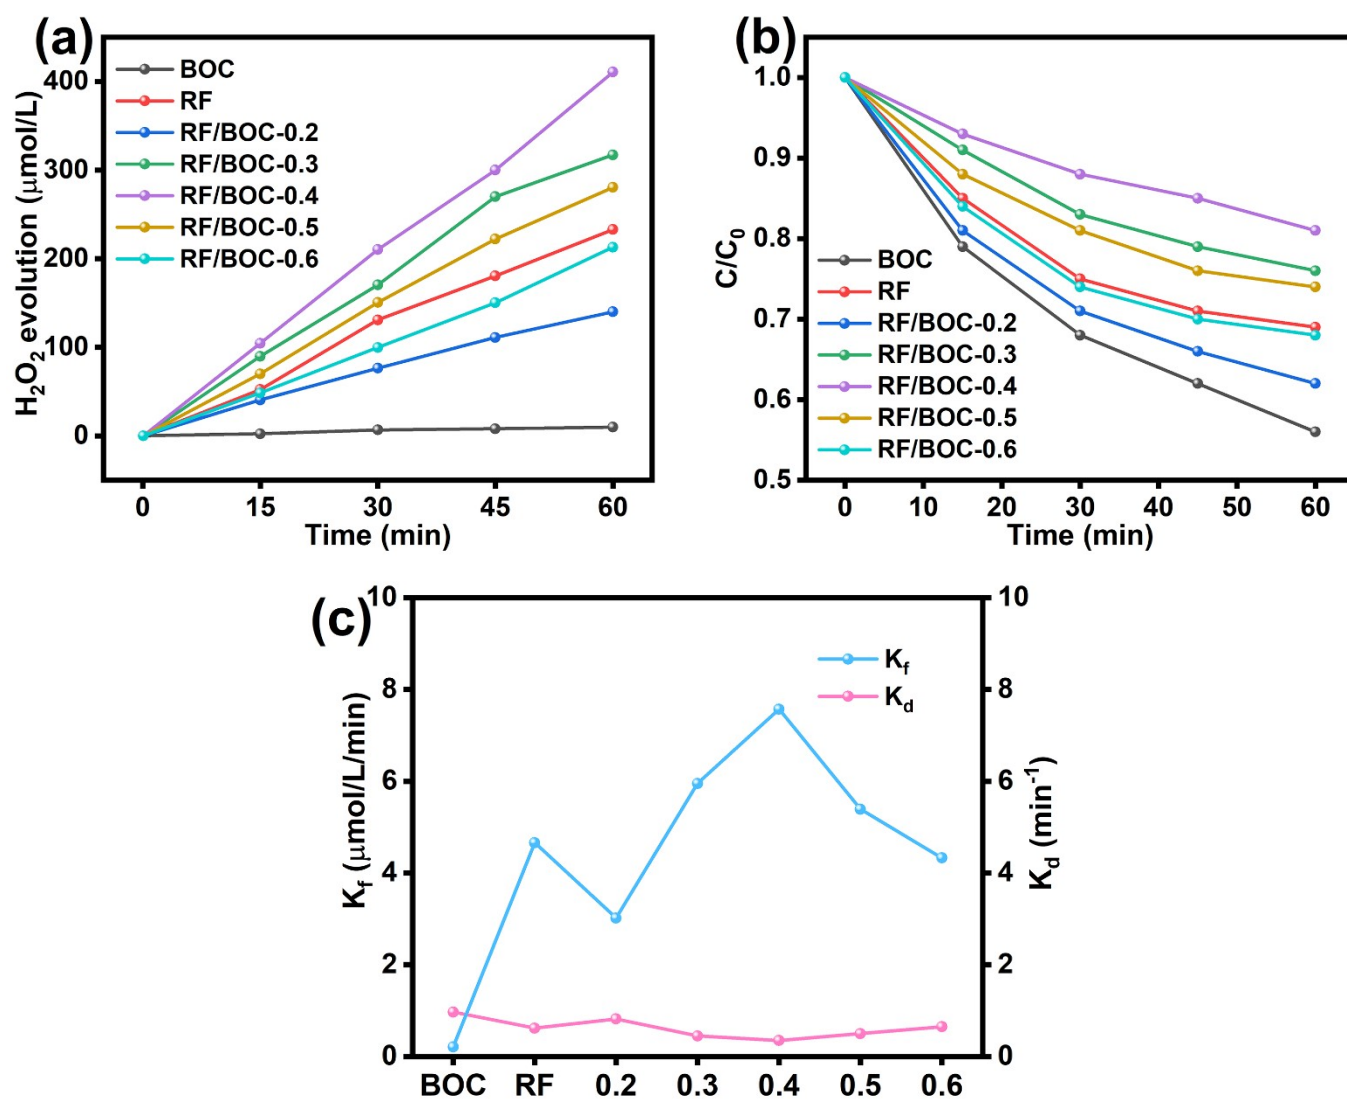 (a)
H₂O₂ evolution (μmol/L)
400
300
200
100
0
BOC
RF
RF/BOC-0.2
RF/BOC-0.3
RF/BOC-0.4
RF/BOC-0.5
RF/BOC-0.6
0 15 30 45 60
Time (min)
(b)
C/C₀
1.0
0.9
0.8
0.7
0.6
0.5
BOC
RF
RF/BOC-0.2
RF/BOC-0.3
RF/BOC-0.4
RF/BOC-0.5
RF/BOC-0.6
0 10 20 30 40 50 60
Time (min)
(c)
K_f (μmol/L/min)
10
8
6
4
2
0
K_f
K_d
10
8
6
4
2
0
K_d (min⁻¹)
BOC RF 0.2 0.3 0.4 0.5 0.6